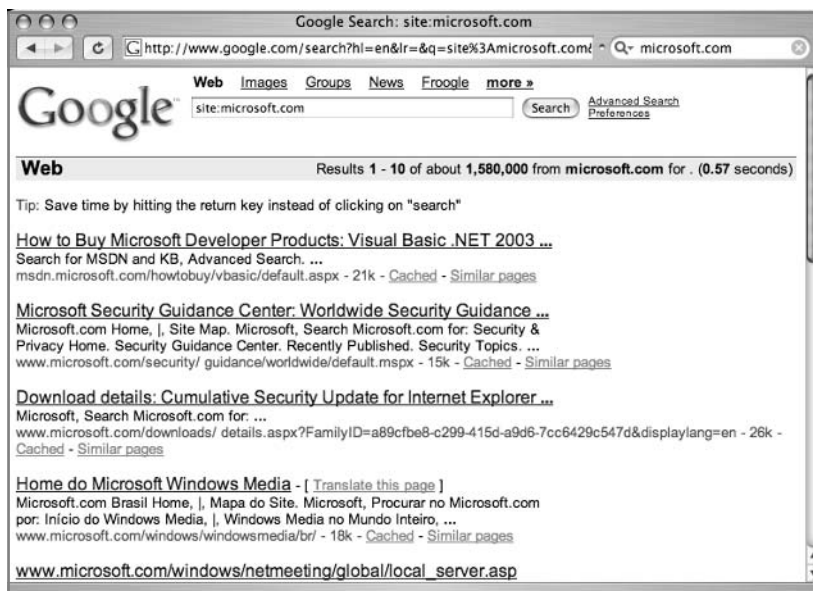 Google Search: site:microsoft.com
G http://www.google.com/search?hl=en&lr=&q=site%3Amicrosoft.com& Q microsoft.com
Google™ Web Images Groups News Froogle more »
site:microsoft.com Search Advanced Search
Preferences
Web Results 1 - 10 of about 1,580,000 from microsoft.com for . (0.57 seconds)
Tip: Save time by hitting the return key instead of clicking on "search"
How to Buy Microsoft Developer Products: Visual Basic .NET 2003 ...
Search for MSDN and KB, Advanced Search. ...
msdn.microsoft.com/howtobuy/vbasic/default.aspx - 21k - Cached - Similar pages
Microsoft Security Guidance Center: Worldwide Security Guidance ...
Microsoft.com Home, |, Site Map. Microsoft, Search Microsoft.com for: Security &
Privacy Home. Security Guidance Center. Recently Published. Security Topics. ...
www.microsoft.com/security/ guidance/worldwide/default.mspx - 15k - Cached - Similar pages
Download details: Cumulative Security Update for Internet Explorer ...
Microsoft, Search Microsoft.com for: ...
www.microsoft.com/downloads/ details.aspx?FamilyID=a89cfbe8-c299-415d-a9d6-7cc6429c547d&displaylang=en - 26k -
Cached - Similar pages
Home do Microsoft Windows Media - [ Translate this page ]
Microsoft.com Brasil Home, |, Mapa do Site. Microsoft, Procurar no Microsoft.com
por: Início do Windows Media, |, Windows Media no Mundo Inteiro, ...
www.microsoft.com/windows/windowsmedia/br/ - 18k - Cached - Similar pages
www.microsoft.com/windows/netmeeting/global/local_server.asp